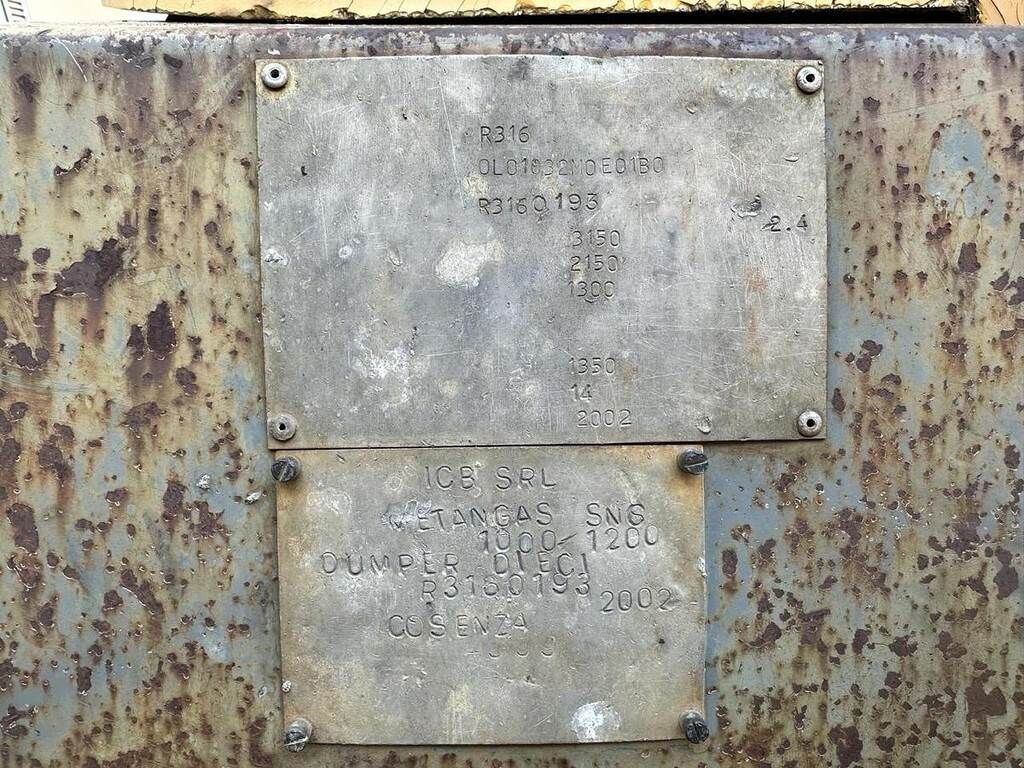 R316
0L01832M0E01B0
R3160193
2.4
3150
2150
1300
1350
14
2002
ICB SRL
METANGAS SNG
1000-1200
DUMPER DIECI
R3160193
2002
COSENZA